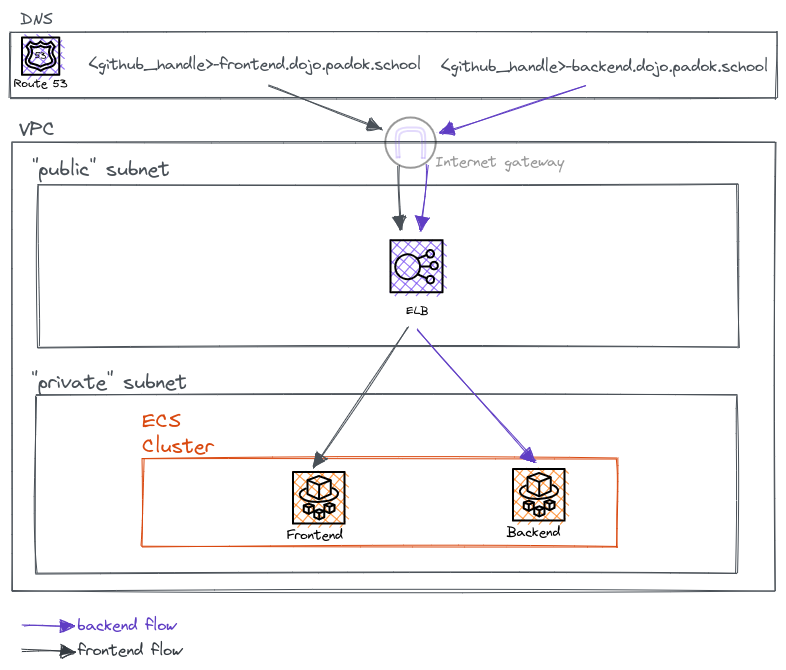 DNS
53
Route 53
<github_handle>-frontend.dojo.padok.school
<github_handle>-backend.dojo.padok.school
VPC
Internet gateway
"public" subnet
ELB
"private" subnet
ECS
Cluster
Frontend
Backend
backend flow
frontend flow